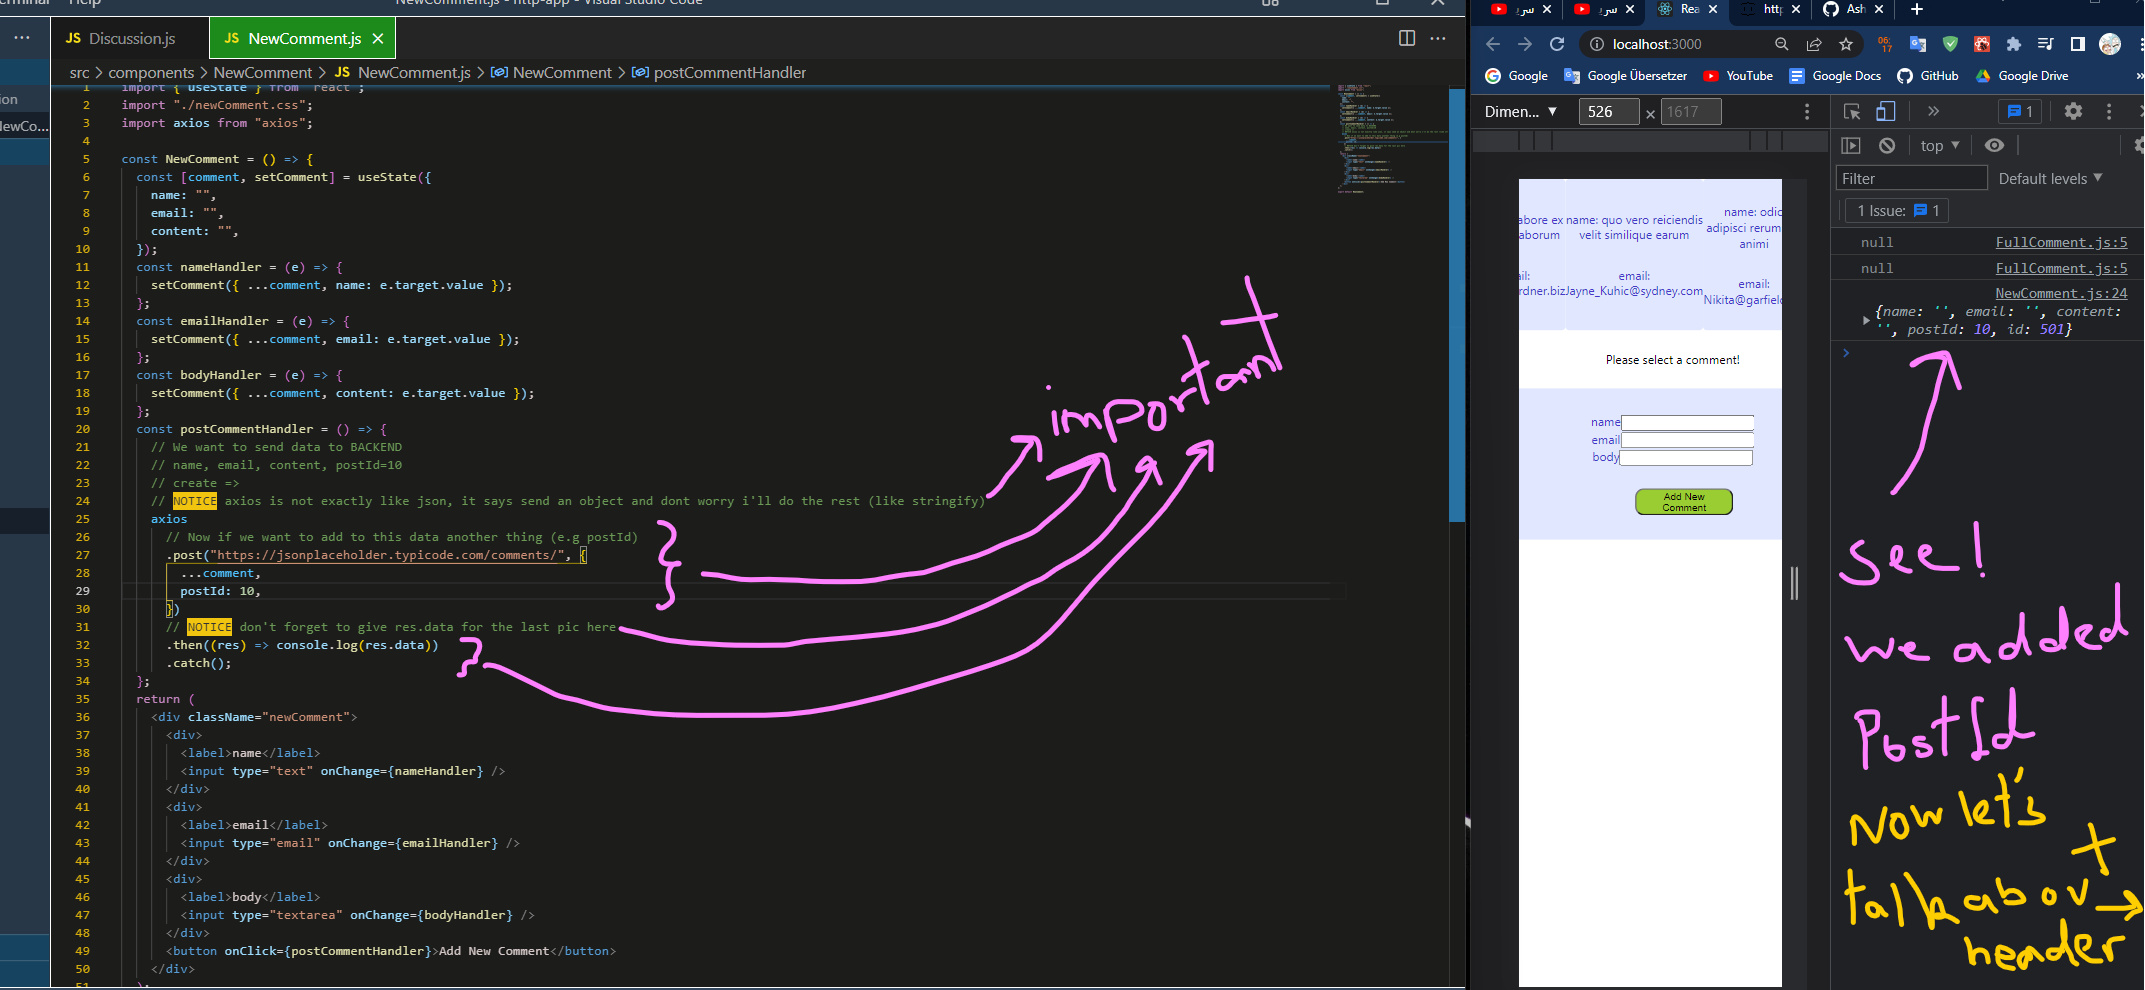 Terminal Help
NewComment.js - http-app - Visual Studio Code
JS Discussion.js
JS NewComment.js
src > components > NewComment > JS NewComment.js > NewComment > postCommentHandler
1 import { useState } from "react";
2 import "./newComment.css";
3 import axios from "axios";
4
5 const NewComment = () => {
6 const [comment, setComment] = useState({
7 name: "",
8 email: "",
9 content: "",
10 });
11 const nameHandler = (e) => {
12 setComment({ ...comment, name: e.target.value });
13 };
14 const emailHandler = (e) => {
15 setComment({ ...comment, email: e.target.value });
16 };
17 const bodyHandler = (e) => {
18 setComment({ ...comment, content: e.target.value });
19 };
20 const postCommentHandler = () => {
21 // We want to send data to BACKEND
22 // name, email, content, postId=10
23 // create =>
24 // NOTICE axios is not exactly like json, it says send an object and dont worry i'll do the rest (like stringify)
25 axios
26 // Now if we want to add to this data another thing (e.g postId)
27 .post("https://jsonplaceholder.typicode.com/comments/", {
28 ...comment,
29 postId: 10,
30 })
31 // NOTICE don't forget to give res.data for the last pic here
32 .then((res) => console.log(res.data))
33 .catch();
34 };
35 return (
36 <div className="newComment">
37 <div>
38 <label>name</label>
39 <input type="text" onChange={nameHandler} />
40 </div>
41 <div>
42 <label>email</label>
43 <input type="email" onChange={emailHandler} />
44 </div>
45 <div>
46 <label>body</label>
47 <input type="textarea" onChange={bodyHandler} />
48 </div>
49 <button onClick={postCommentHandler}>Add New Comment</button>
50 </div>
51 );
important
Rea
http
Ash
localhost:3000
06:
17
Google
Google Übersetzer
YouTube
Google Docs
GitHub
Google Drive
Dimen... 526 × 1617
1
top
Filter
Default levels
1 Issue: 1
null FullComment.js:5
null FullComment.js:5
NewComment.js:24
{name: '', email: '', content:
'', postId: 10, id: 501}
abore ex
aborum
name: quo vero reiciendis
velit similique earum
name: odio
adipisci rerum
animi
il:
rdner.biz
email:
Jayne_Kuhic@sydney.com
email:
Nikita@garfield
Please select a comment!
name
email
body
Add New
Comment
see!
we added
PostId
Now let's
talk abou
t
header